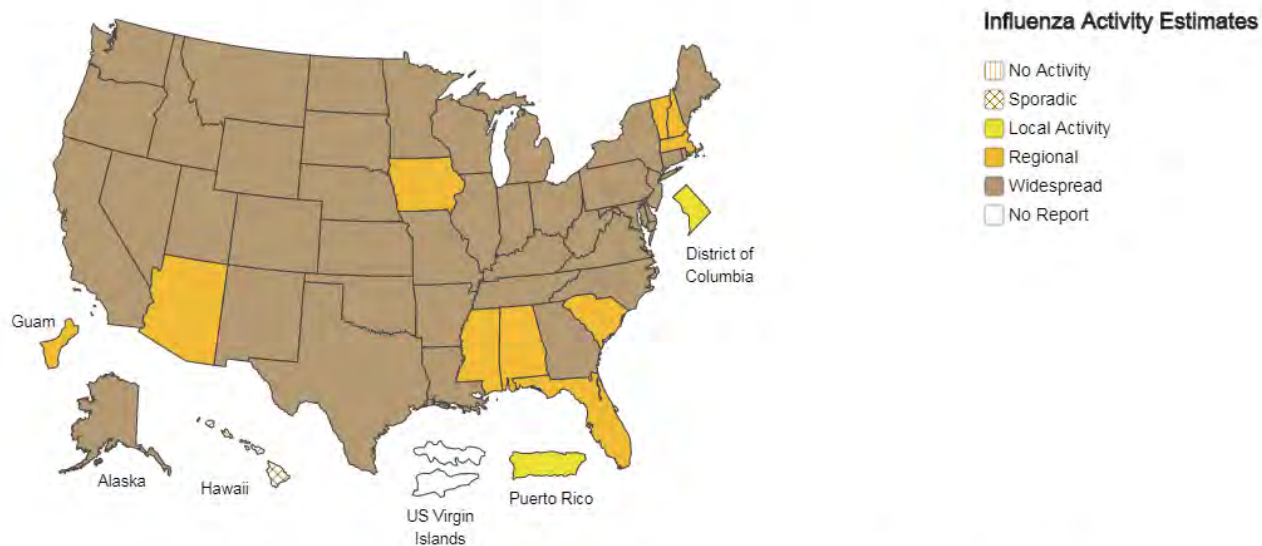 Influenza Activity Estimates
No Activity
Sporadic
Local Activity
Regional
Widespread
No Report
District of
Columbia
Guam
Alaska
Hawaii
US Virgin
Islands
Puerto Rico